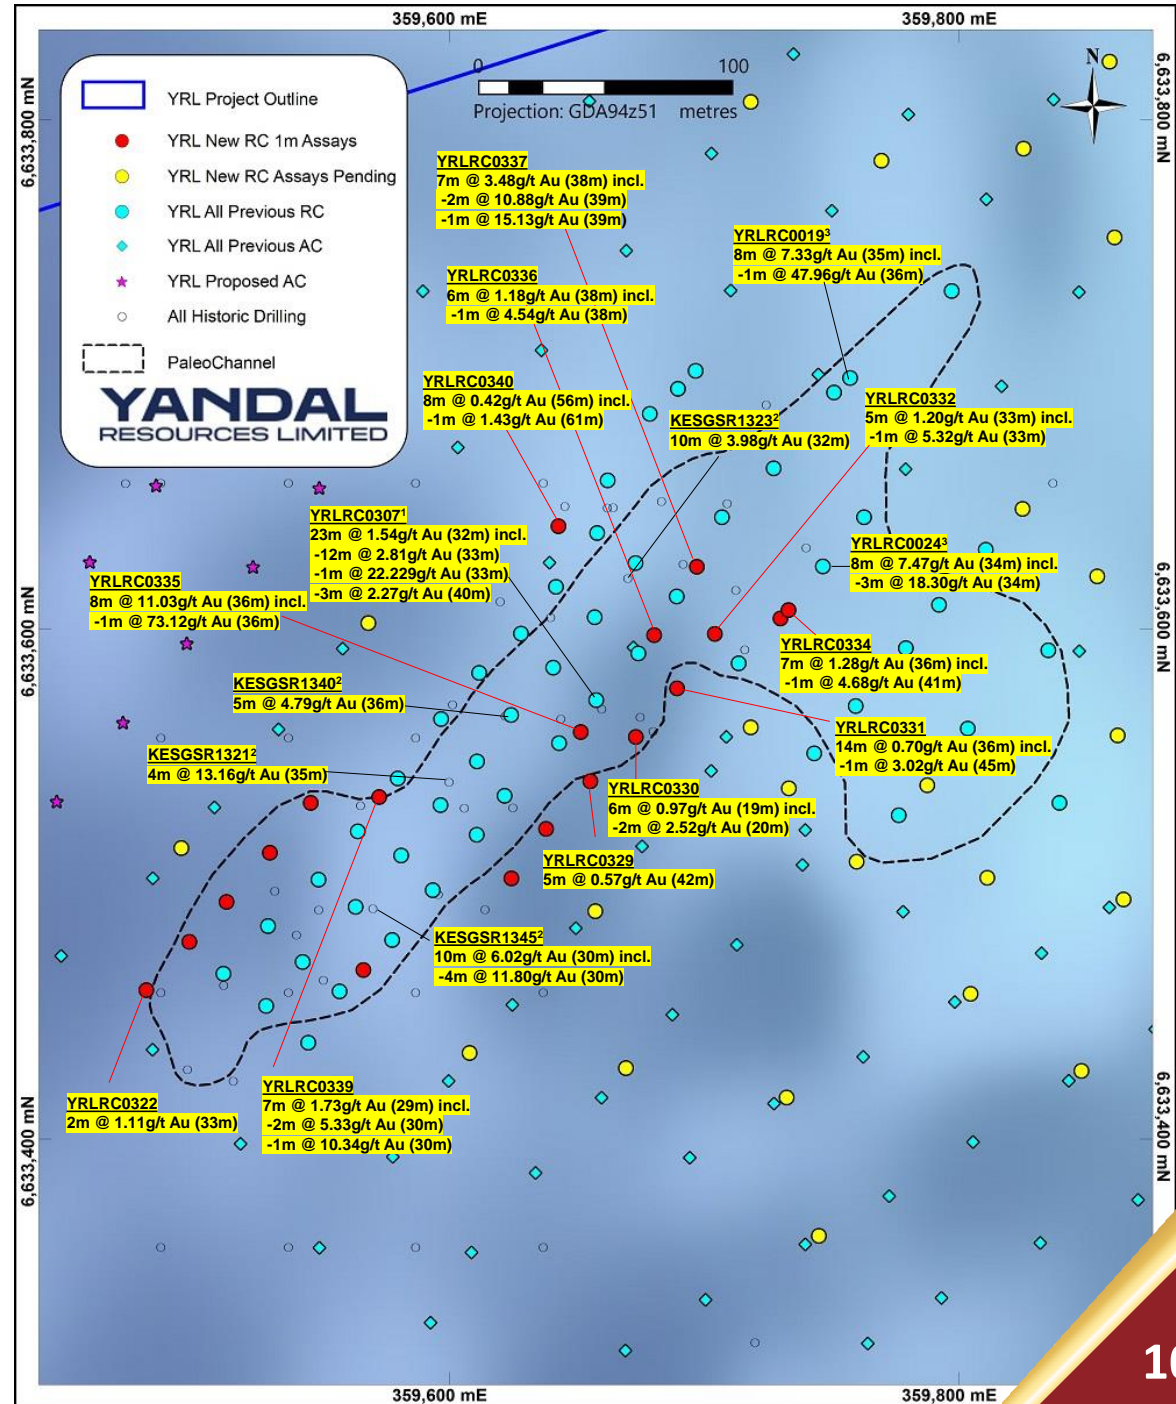 359,600 mE
359,800 mE
6,633,800 mN
6,633,800 mN
YRL Project Outline
YRL New RC 1m Assays
YRL New RC Assays Pending
YRL All Previous RC
YRL All Previous AC
YRL Proposed AC
All Historic Drilling
PaleoChannel
YANDAL
RESOURCES LIMITED
0
100
Projection: GDA94z51 metres
N
YRLRC0337
7m @ 3.48g/t Au (38m) incl.
-2m @ 10.88g/t Au (39m)
-1m @ 15.13g/t Au (39m)
YRLRC0019³
8m @ 7.33g/t Au (35m) incl.
-1m @ 47.96g/t Au (36m)
YRLRC0336
6m @ 1.18g/t Au (38m) incl.
-1m @ 4.54g/t Au (38m)
YRLRC0340
8m @ 0.42g/t Au (56m) incl.
-1m @ 1.43g/t Au (61m)
KESGSR1323²
10m @ 3.98g/t Au (32m)
YRLRC0332
5m @ 1.20g/t Au (33m) incl.
-1m @ 5.32g/t Au (33m)
YRLRC0307¹
23m @ 1.54g/t Au (32m) incl.
-12m @ 2.81g/t Au (33m)
-1m @ 22.229g/t Au (33m)
-3m @ 2.27g/t Au (40m)
YRLRC0024³
8m @ 7.47g/t Au (34m) incl.
-3m @ 18.30g/t Au (34m)
YRLRC0335
8m @ 11.03g/t Au (36m) incl.
-1m @ 73.12g/t Au (36m)
6,633,600 mN
6,633,600 mN
YRLRC0334
7m @ 1.28g/t Au (36m) incl.
-1m @ 4.68g/t Au (41m)
KESGSR1340²
5m @ 4.79g/t Au (36m)
YRLRC0331
14m @ 0.70g/t Au (36m) incl.
-1m @ 3.02g/t Au (45m)
KESGSR1321²
4m @ 13.16g/t Au (35m)
YRLRC0330
6m @ 0.97g/t Au (19m) incl.
-2m @ 2.52g/t Au (20m)
YRLRC0329
5m @ 0.57g/t Au (42m)
KESGSR1345²
10m @ 6.02g/t Au (30m) incl.
-4m @ 11.80g/t Au (30m)
YRLRC0322
2m @ 1.11g/t Au (33m)
YRLRC0339
7m @ 1.73g/t Au (29m) incl.
-2m @ 5.33g/t Au (30m)
-1m @ 10.34g/t Au (30m)
6,633,400 mN
6,633,400 mN
359,600 mE
359,800 mE